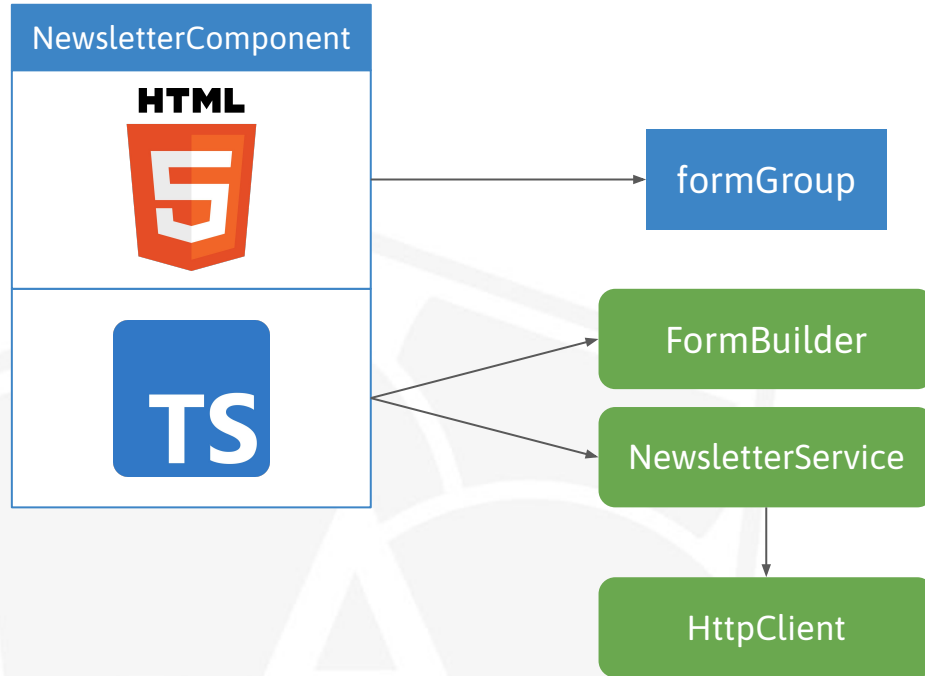 NewsletterComponent
HTML
5
formGroup
TS
FormBuilder
NewsletterService
HttpClient